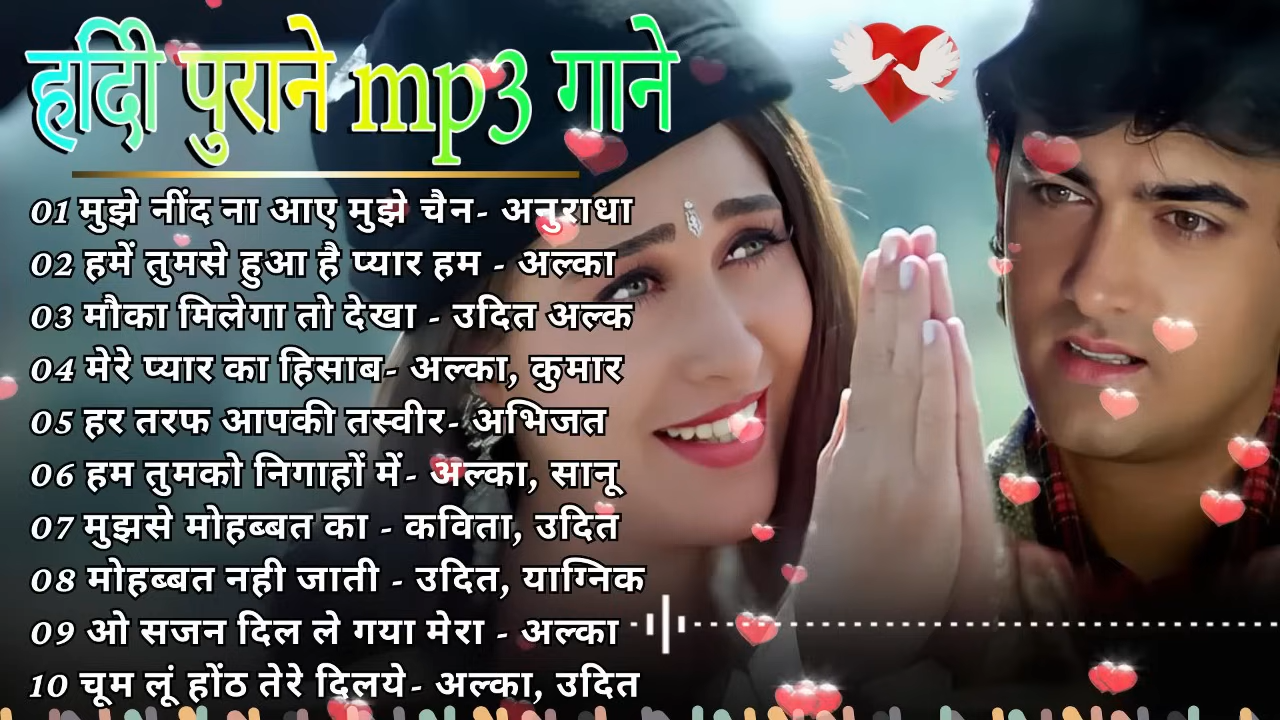 हिंदी पुराने mp3 गाने
01 मुझे नींद ना आए मुझे चैन- अनुराधा
02 हमें तुमसे हुआ है प्यार हम - अल्का
03 मौका मिलेगा तो देखा - उदित अल्क
04 मेरे प्यार का हिसाब- अल्का, कुमार
05 हर तरफ आपकी तस्वीर- अभिजत
06 हम तुमको निगाहों में- अल्का, सानू
07 मुझसे मोहब्बत का - कविता, उदित
08 मोहब्बत नही जाती - उदित, याग्निक
09 ओ सजन दिल ले गया मेरा - अल्का
10 चूम लूं होंठ तेरे दिलये- अल्का, उदित